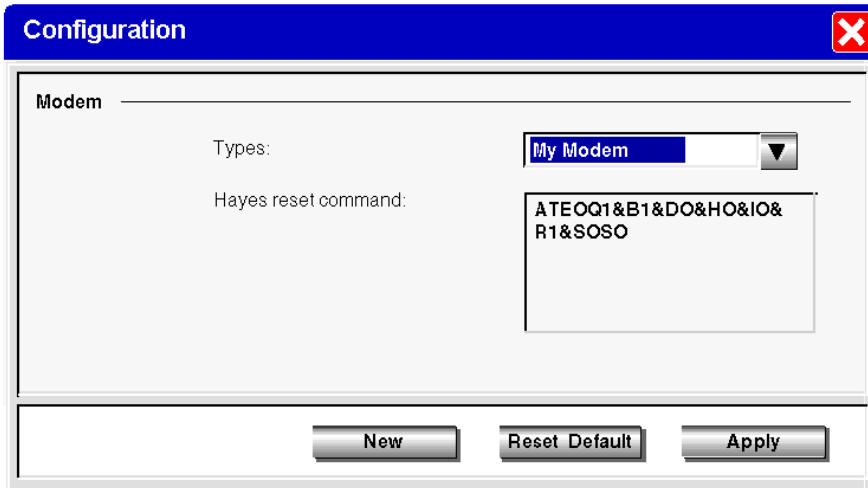 Configuration
Modem
Types:
My Modem
Hayes reset command:
ATEOQ1&B1&DO&HO&IO&
R1&SOSO
New
Reset Default
Apply